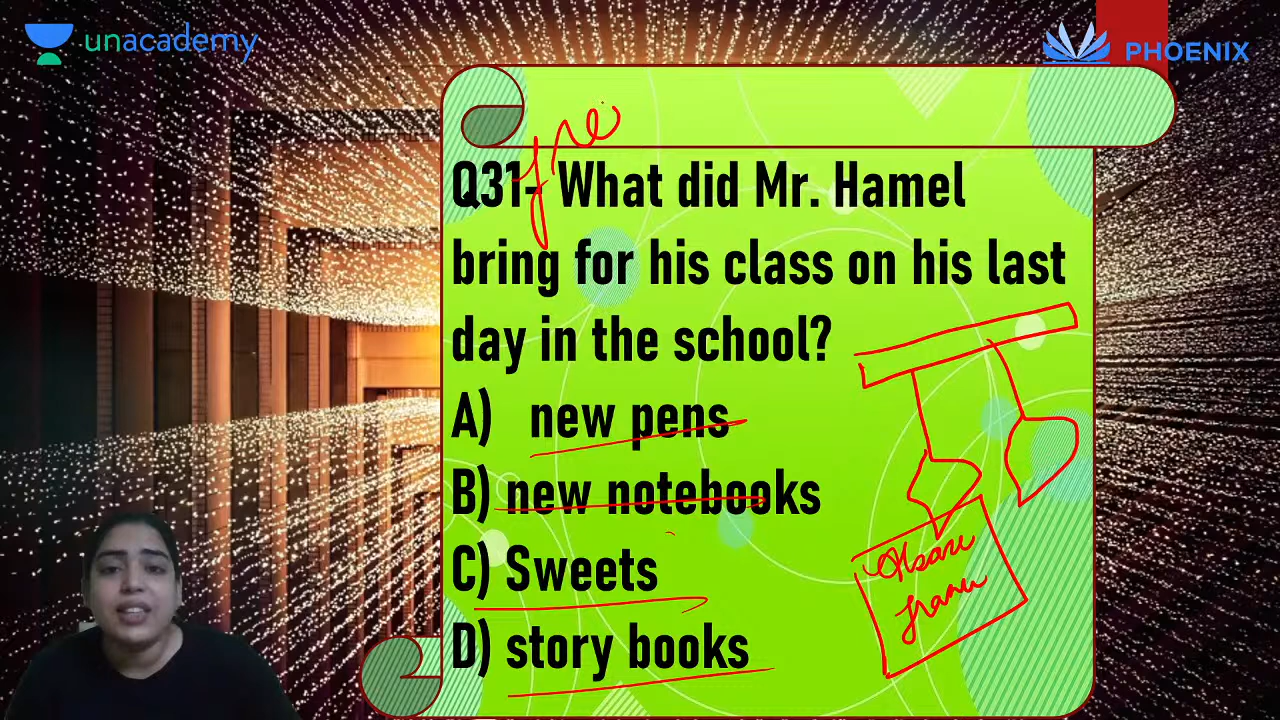 unacademy
PHOENIX
fre
Q31- What did Mr. Hamel
bring for his class on his last
day in the school?
A) new pens
B) new notebooks
C) Sweets
D) story books